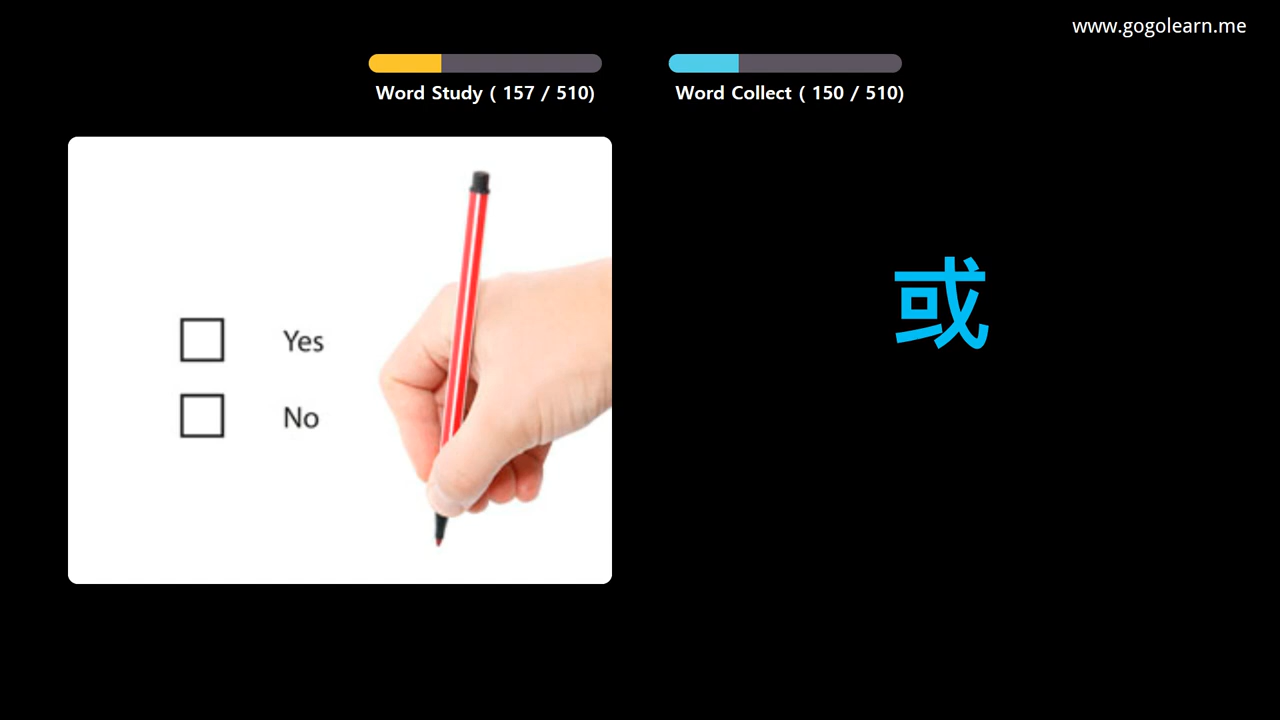 www.gogolearn.me
Word Study ( 157 / 510)
Word Collect ( 150 / 510)
Yes
No
或